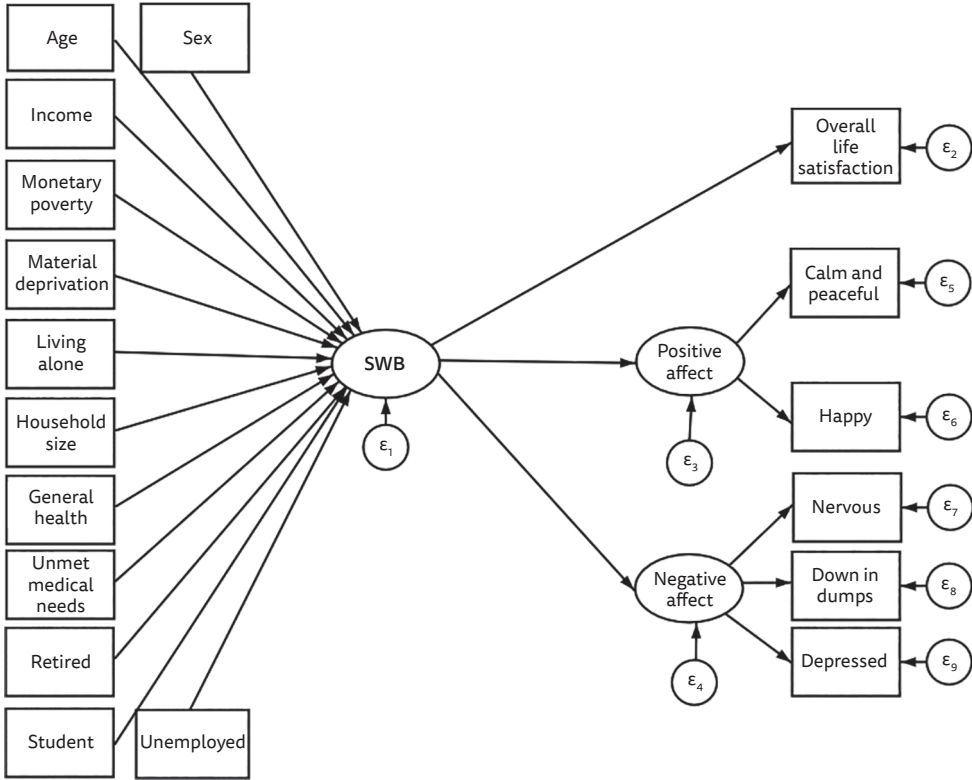 Age
Sex
Income
Monetary
poverty
Material
deprivation
Living
alone
Household
size
General
health
Unmet
medical
needs
Retired
Student
Unemployed
SWB
ε1
Overall
life
satisfaction
ε2
Positive
affect
ε3
Calm and
peaceful
ε5
Happy
ε6
Negative
affect
ε4
Nervous
ε7
Down in
dumps
ε8
Depressed
ε9